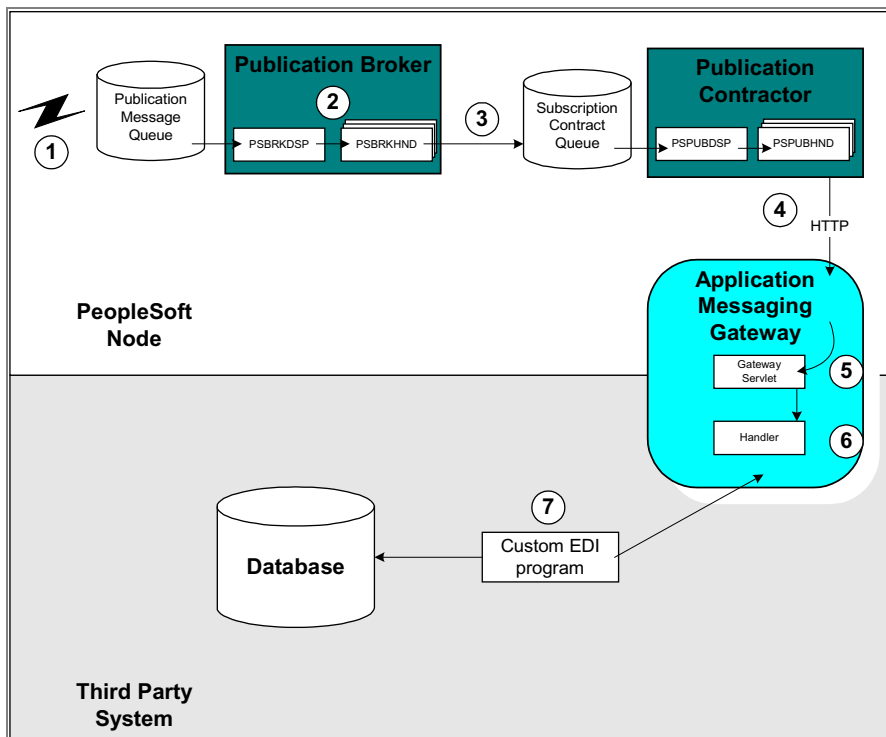 Publication
Message
Queue
1
Publication Broker
2
PSBRKDSP
PSBRKHND
3
Subscription
Contract
Queue
Publication
Contractor
PSPUBDSP
PSPUBHND
4
HTTP
PeopleSoft
Node
Application
Messaging
Gateway
Gateway
Servlet
5
Handler
6
7
Custom EDI
program
Database
Third Party
System